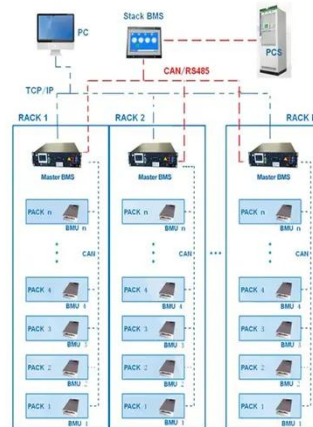 PC
Stack BMS
PCS
CAN/RS485
TCP/IP
RACK 1
RACK 2
RACK
Master BMS
Master BMS
Master BMS
PACK n
BMU n
PACK n
BMU n
PACK n
BMU n
CAN
CAN
CAN
PACK 4
BMU 4
PACK 4
BMU 4
PACK 4
BMU 4
PACK 3
BMU 3
PACK 3
BMU 3
PACK 3
BMU 3
PACK 2
BMU 2
PACK 2
BMU 2
PACK 2
BMU 2
PACK 1
BMU 1
PACK 1
BMU 1
PACK 1
BMU 1